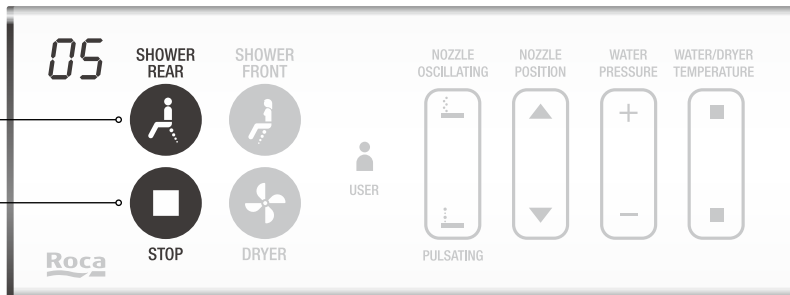 05
SHOWER
REAR
SHOWER
FRONT
NOZZLE
OSCILLATING
NOZZLE
POSITION
WATER
PRESSURE
WATER/DRYER
TEMPERATURE
USER
STOP
DRYER
PULSATING
Roca